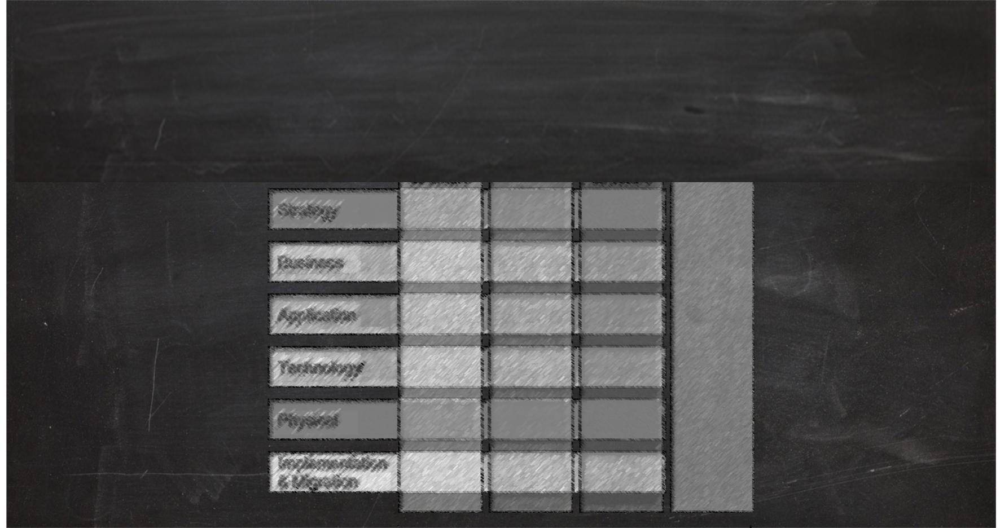 Strategy
Business
Application
Technology
Physical
Implementation
& Migration